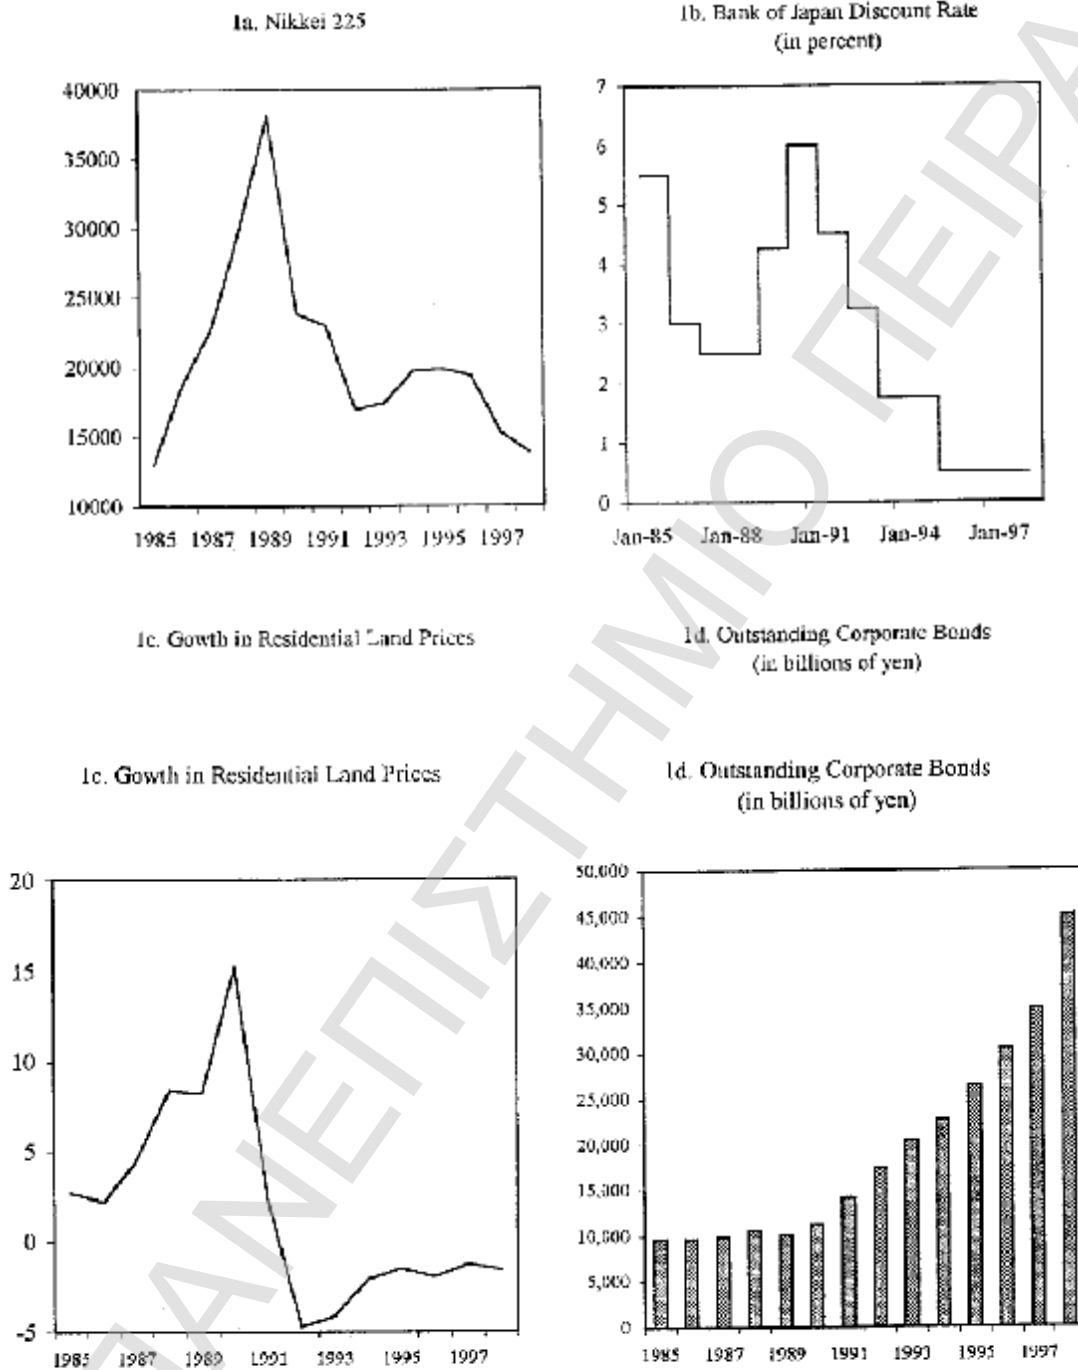 1a. Nikkei 225
40000
35000
30000
25000
20000
15000
10000
1985 1987 1989 1991 1993 1995 1997
1b. Bank of Japan Discount Rate
(in percent)
7
6
5
4
3
2
1
0
Jan-85 Jan-88 Jan-91 Jan-94 Jan-97
1c. Gowth in Residential Land Prices
1d. Outstanding Corporate Bonds
(in billions of yen)
1c. Gowth in Residential Land Prices
20
15
10
5
0
-5
1985 1987 1989 1991 1993 1995 1997
1d. Outstanding Corporate Bonds
(in billions of yen)
50,000
45,000
40,000
35,000
30,000
25,000
20,000
15,000
10,000
5,000
0
1985 1987 1989 1991 1993 1995 1997
ΠΑΝΕΠΙΣΤΗΜΙΟ ΠΕΙΡΑ